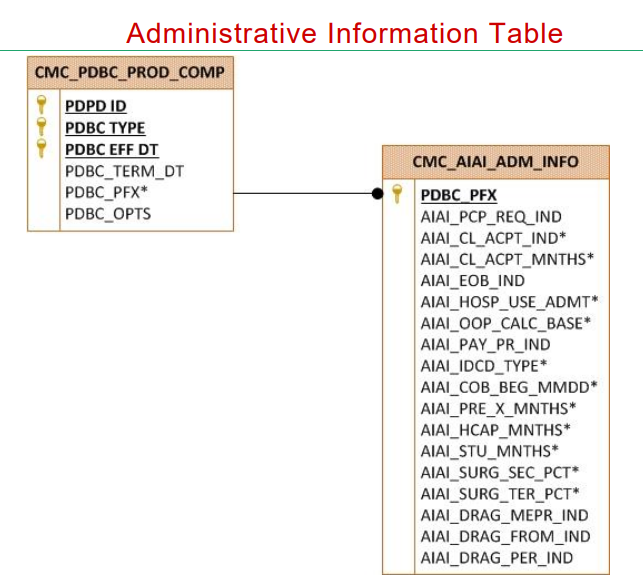 Administrative Information Table
CMC_PDBC_PROD_COMP
PDPD ID
PDBC TYPE
PDBC EFF DT
PDBC_TERM_DT
PDBC_PFX*
PDBC_OPTS
CMC_AIAI_ADM_INFO
PDBC_PFX
AIAI_PCP_REQ_IND
AIAI_CL_ACPT_IND*
AIAI_CL_ACPT_MNTHS*
AIAI_EOB_IND
AIAI_HOSP_USE_ADMT*
AIAI_OOP_CALC_BASE*
AIAI_PAY_PR_IND
AIAI_IDCD_TYPE*
AIAI_COB_BEG_MMDD*
AIAI_PRE_X_MNTHS*
AIAI_HCAP_MNTHS*
AIAI_STU_MNTHS*
AIAI_SURG_SEC_PCT*
AIAI_SURG_TER_PCT*
AIAI_DRAG_MEPR_IND
AIAI_DRAG_FROM_IND
AIAI_DRAG_PER_IND